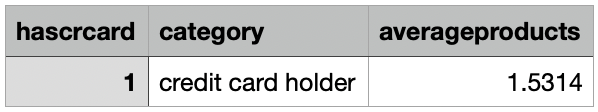 hascrcard category averageproducts
1 credit card holder 1.5314